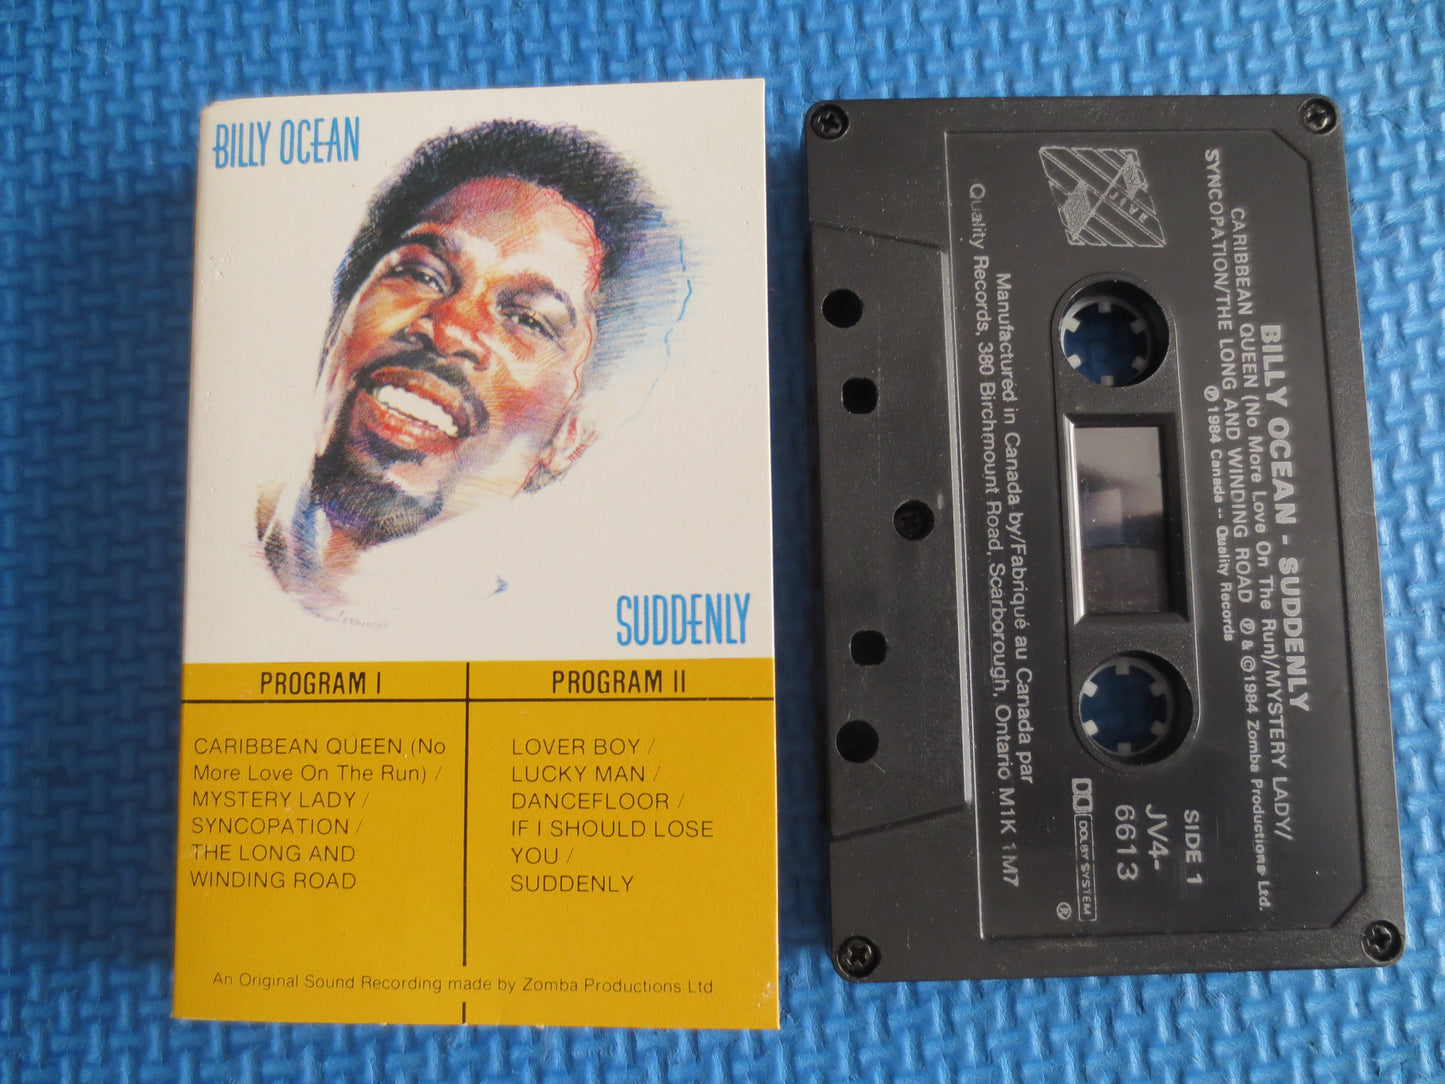 BILLY OCEAN
SUDDENLY
PROGRAM I
CARIBBEAN QUEEN (No
More Love On The Run) /
MYSTERY LADY /
SYNCOPATION /
THE LONG AND
WINDING ROAD
PROGRAM II
LOVER BOY /
LUCKY MAN /
DANCEFLOOR /
IF I SHOULD LOSE
YOU /
SUDDENLY
An Original Sound Recording made by Zomba Productions Ltd.
BILLY OCEAN - SUDDENLY
CARIBBEAN QUEEN (No More Love On The Run)/MYSTERY LADY/
SYNCOPATION/THE LONG AND WINDING ROAD ℗ & ©1984 Zomba Productions Ltd.
℗1984 Canada -- Quality Records
JIVE
SIDE 1
JV4-
6613
DOLBY SYSTEM
®
Manufactured in Canada by/Fabriqué au Canada par
Quality Records, 380 Birchmount Road, Scarborough, Ontario M1K 1M7